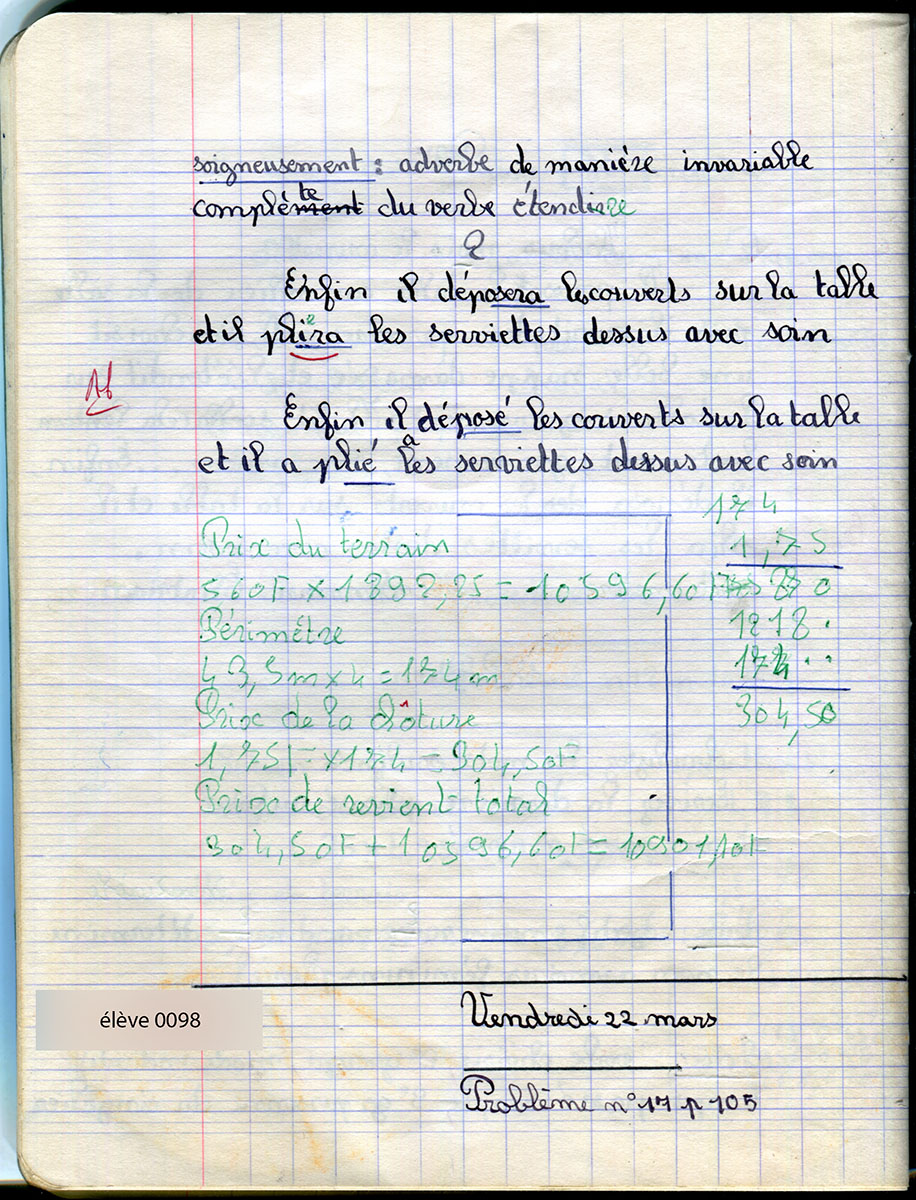 soigneusement : adverbe de manière invariable
complète du verbe étendre
2
Enfin il déposera les couverts sur la table
et il pliera les serviettes dessus avec soin
Enfin il a déposé les couverts sur la table
et il a plié les serviettes dessus avec soin
Prix du terrain
560F × 1892,25 = 10596,60F
Périmètre
43,5m × 4 = 174m
Prix de la clôture
1,75F × 174 = 304,50F
Prix de revient total
304,50F + 10596,60F = 10901,10F
174
1,75
870
1218.
174..
304,50
élève 0098
Vendredi 22 mars
Problème n°17 p 105